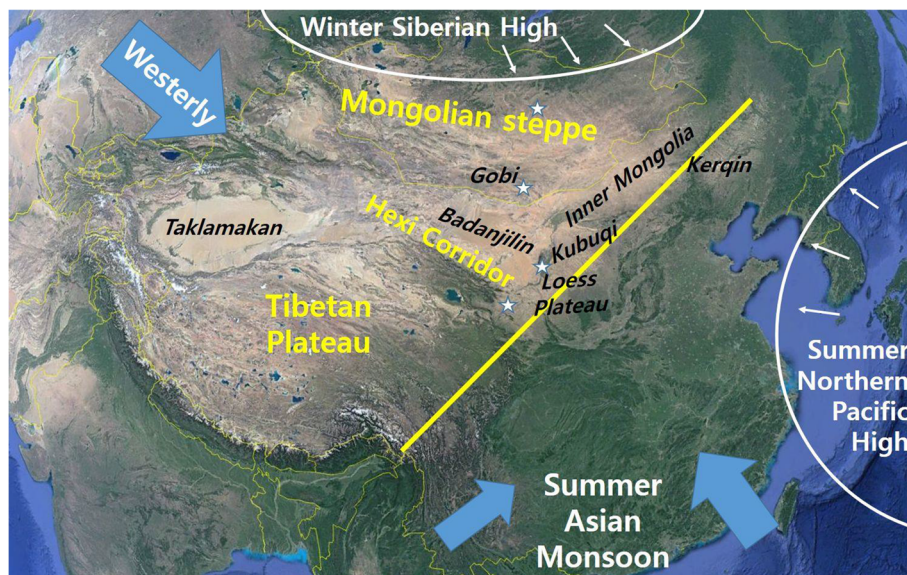 Winter Siberian High
Westerly
Mongolian steppe
Gobi
Inner Mongolia
Kerqin
Taklamakan
Hexi Corridor
Badanjilin
Kubuqi
Loess
Plateau
Tibetan
Plateau
Summer
Northern
Pacific
High
Summer
Asian
Monsoon